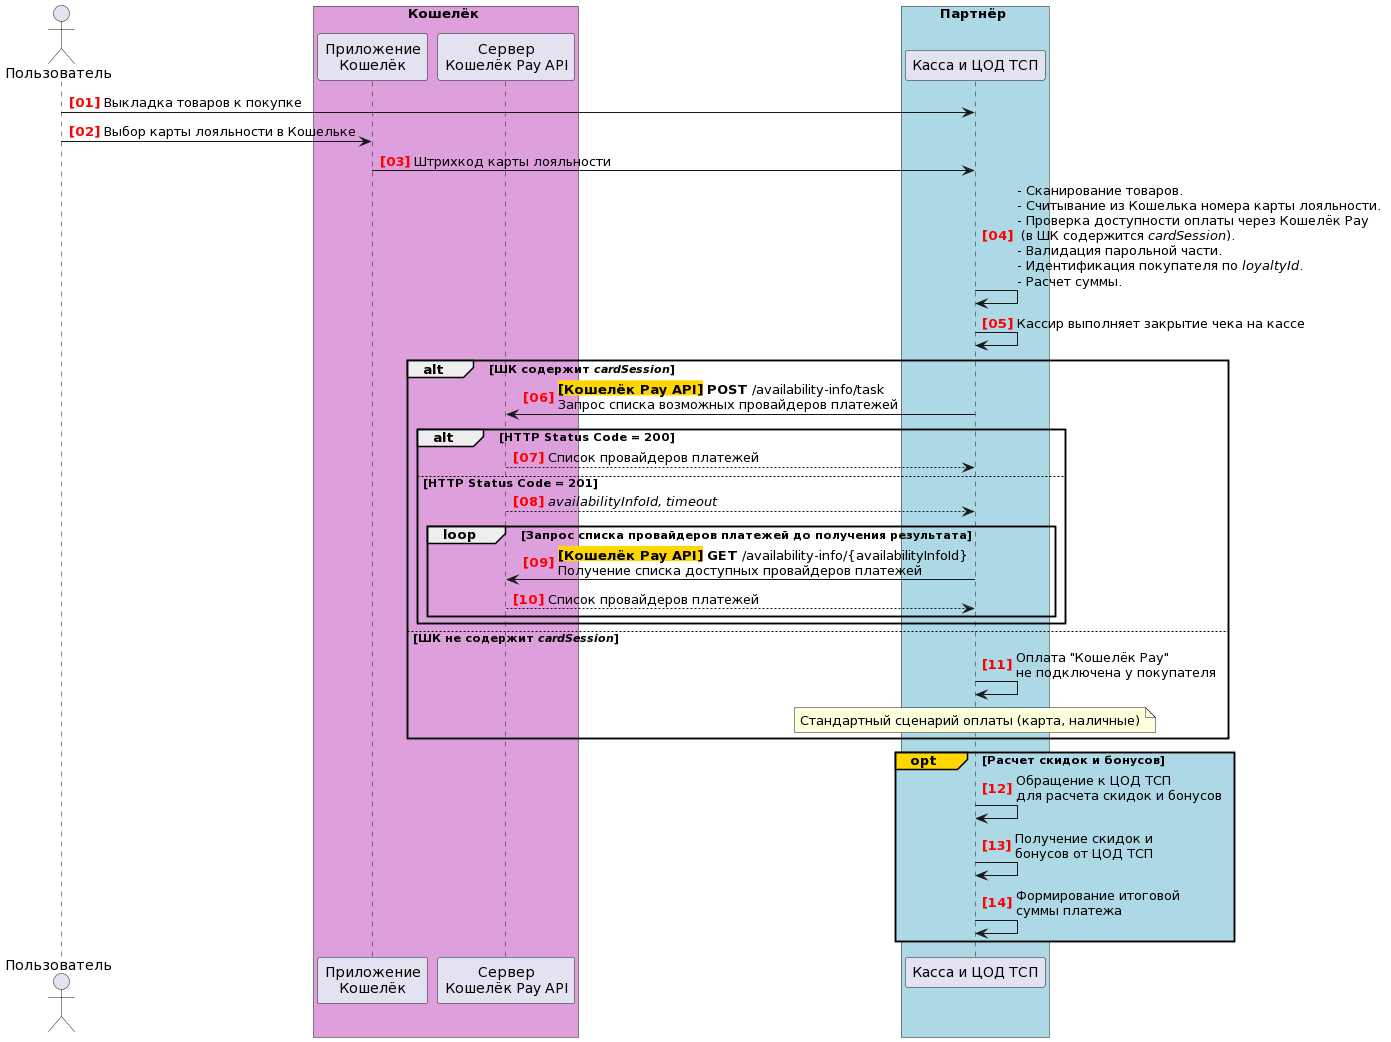 Кошелёк
Партнёр
Пользователь
Приложение
Кошелёк
Сервер
Кошелёк Pay API
Касса и ЦОД ТСП
[01] Выкладка товаров к покупке
[02] Выбор карты лояльности в Кошельке
[03] Штрихкод карты лояльности
- Сканирование товаров.
- Считывание из Кошелька номера карты лояльности.
- Проверка доступности оплаты через Кошелёк Pay
[04] (в ШК содержится cardSession).
- Валидация парольной части.
- Идентификация покупателя по loyaltyId.
- Расчет суммы.
[05] Кассир выполняет закрытие чека на кассе
alt [ШК содержит cardSession]
[06] [Кошелёк Pay API] POST /availability-info/task
Запрос списка возможных провайдеров платежей
alt [HTTP Status Code = 200]
[07] Список провайдеров платежей
[HTTP Status Code = 201]
[08] availabilityInfoId, timeout
loop [Запрос списка провайдеров платежей до получения результата]
[09] [Кошелёк Pay API] GET /availability-info/{availabilityInfoId}
Получение списка доступных провайдеров платежей
[10] Список провайдеров платежей
[ШК не содержит cardSession]
[11] Оплата "Кошелёк Pay"
не подключена у покупателя
Стандартный сценарий оплаты (карта, наличные)
opt [Расчет скидок и бонусов]
[12] Обращение к ЦОД ТСП
для расчета скидок и бонусов
[13] Получение скидок и
бонусов от ЦОД ТСП
[14] Формирование итоговой
суммы платежа
Пользователь
Приложение
Кошелёк
Сервер
Кошелёк Pay API
Касса и ЦОД ТСП